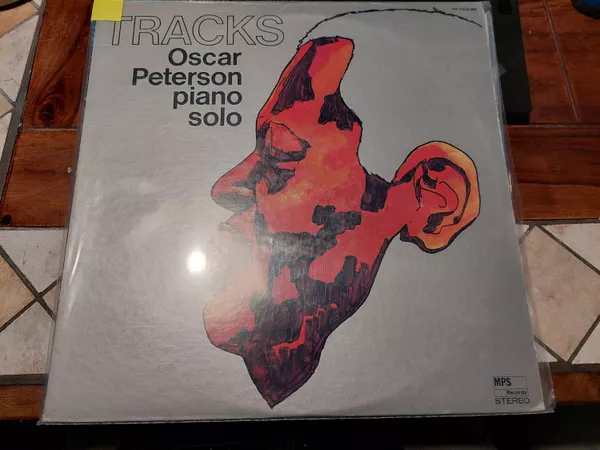 TRACKS
Oscar
Peterson
piano
solo
MPS
Records
STEREO